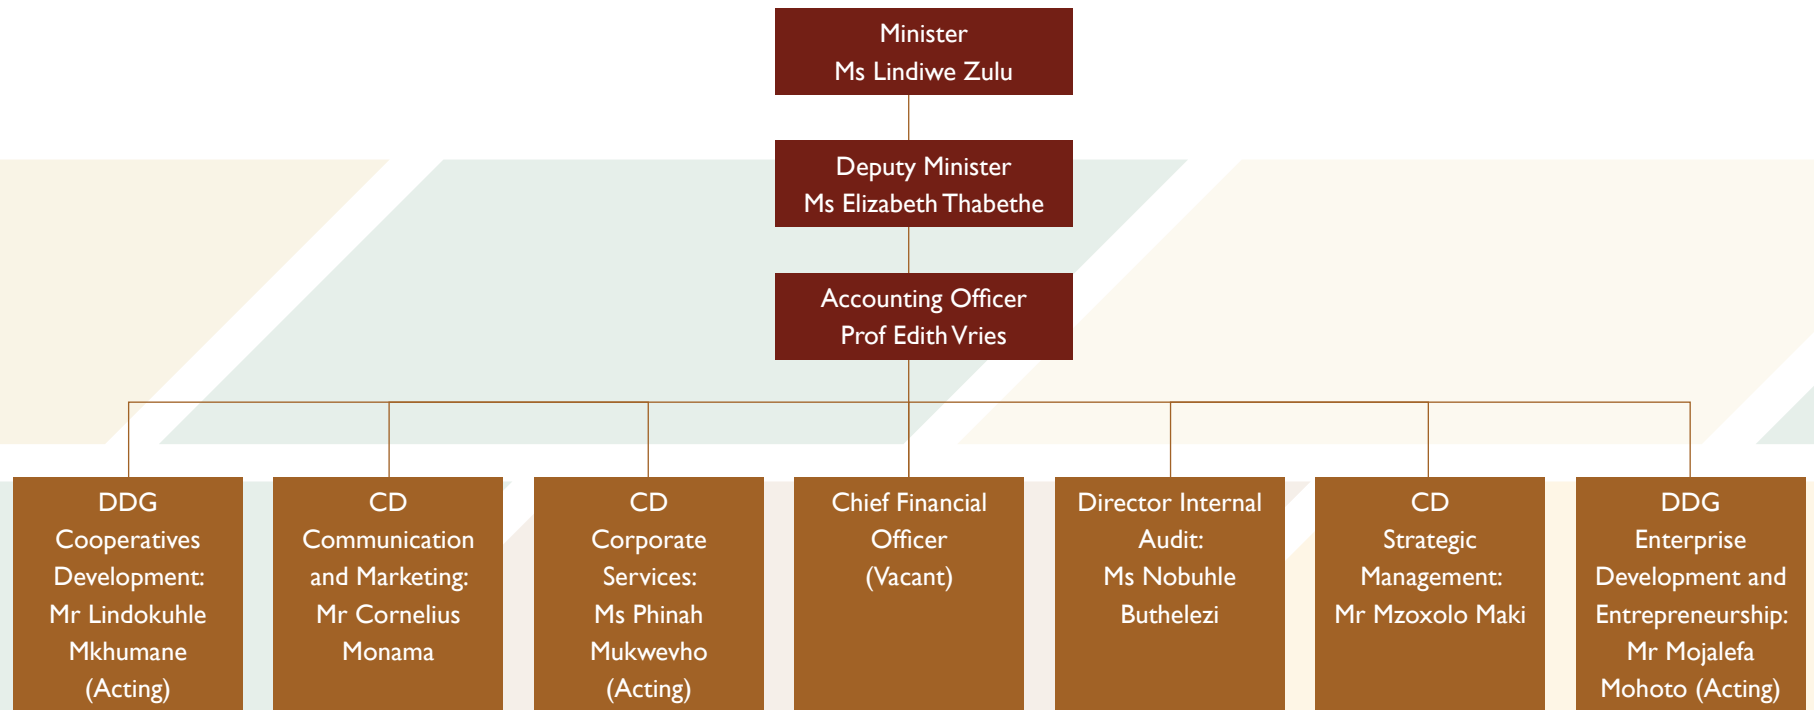 Minister
Ms Lindiwe Zulu
Deputy Minister
Ms Elizabeth Thabethe
Accounting Officer
Prof Edith Vries
DDG
Cooperatives
Development:
Mr Lindokuhle
Mkhumane
(Acting)
CD
Communication
and Marketing:
Mr Cornelius
Monama
CD
Corporate
Services:
Ms Phinah
Mukwevho
(Acting)
Chief Financial
Officer
(Vacant)
Director Internal
Audit:
Ms Nobuhle
Buthelezi
CD
Strategic
Management:
Mr Mzoxolo Maki
DDG
Enterprise
Development and
Entrepreneurship:
Mr Mojalefa
Mohoto (Acting)